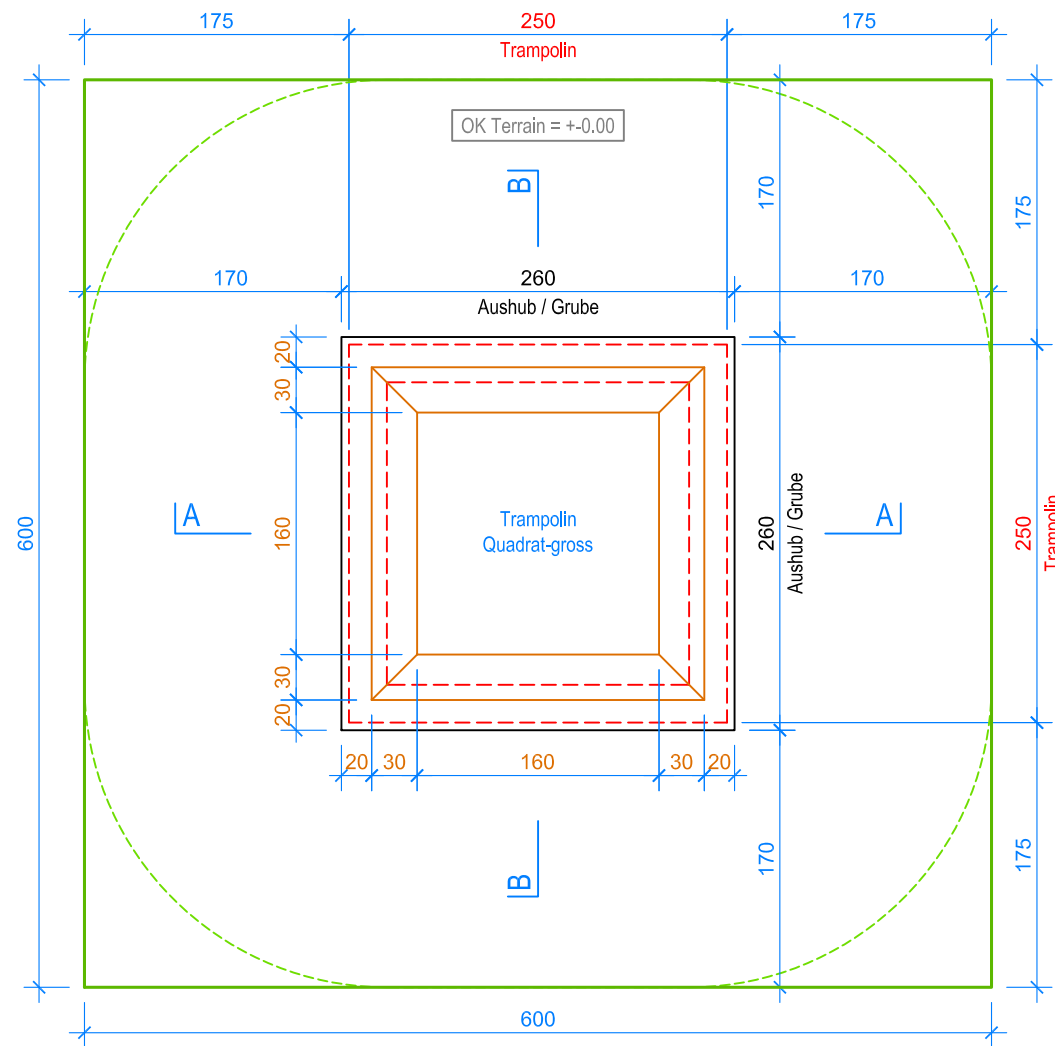 175 250 175
Trampolin
OK Terrain = +-0.00
B
170
175
170 260 170
Aushub / Grube
20
30
A
160
Trampolin
Quadrat-gross
A
600
260
Aushub / Grube
250
Trampolin
30
20
20 30 160 30 20
B
170
175
600